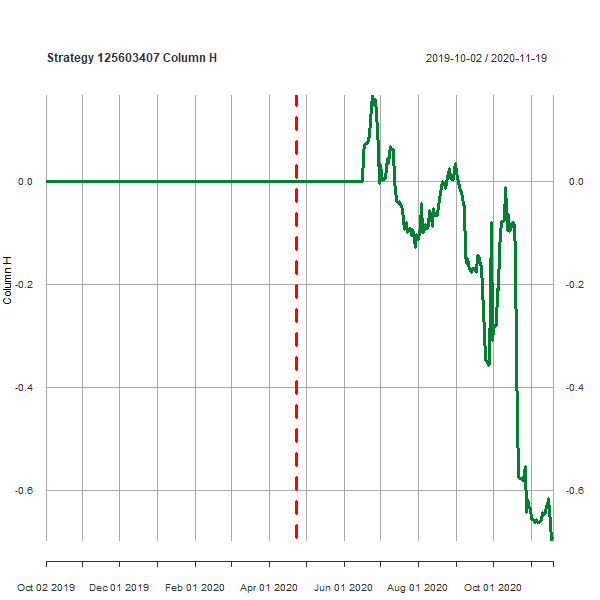 Strategy 125603407 Column H
2019-10-02 / 2020-11-19
0.0 0.0
-0.2 -0.2
-0.4 -0.4
-0.6 -0.6
Column H
Oct 02 2019 Dec 01 2019 Feb 01 2020 Apr 01 2020 Jun 01 2020 Aug 01 2020 Oct 01 2020